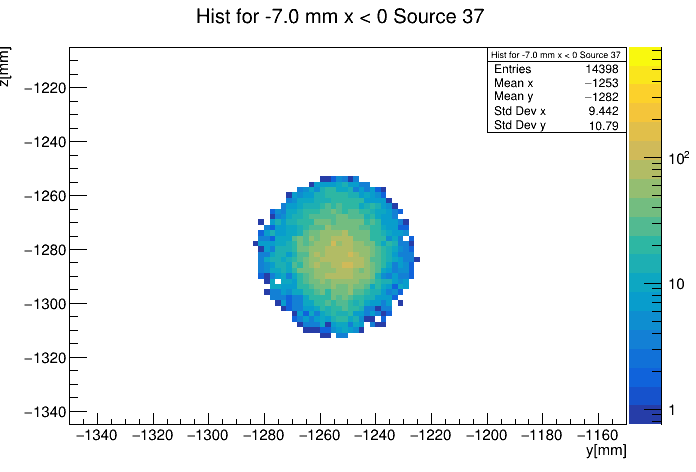 Hist for -7.0 mm x < 0 Source 37
z[mm]
Hist for -7.0 mm x < 0 Source 37
Entries 14398
Mean x −1253
Mean y −1282
Std Dev x 9.442
Std Dev y 10.79
−1220
−1240
−1260
−1280
−1300
−1320
−1340
10²
10
1
−1340 −1320 −1300 −1280 −1260 −1240 −1220 −1200 −1180 −1160
y[mm]